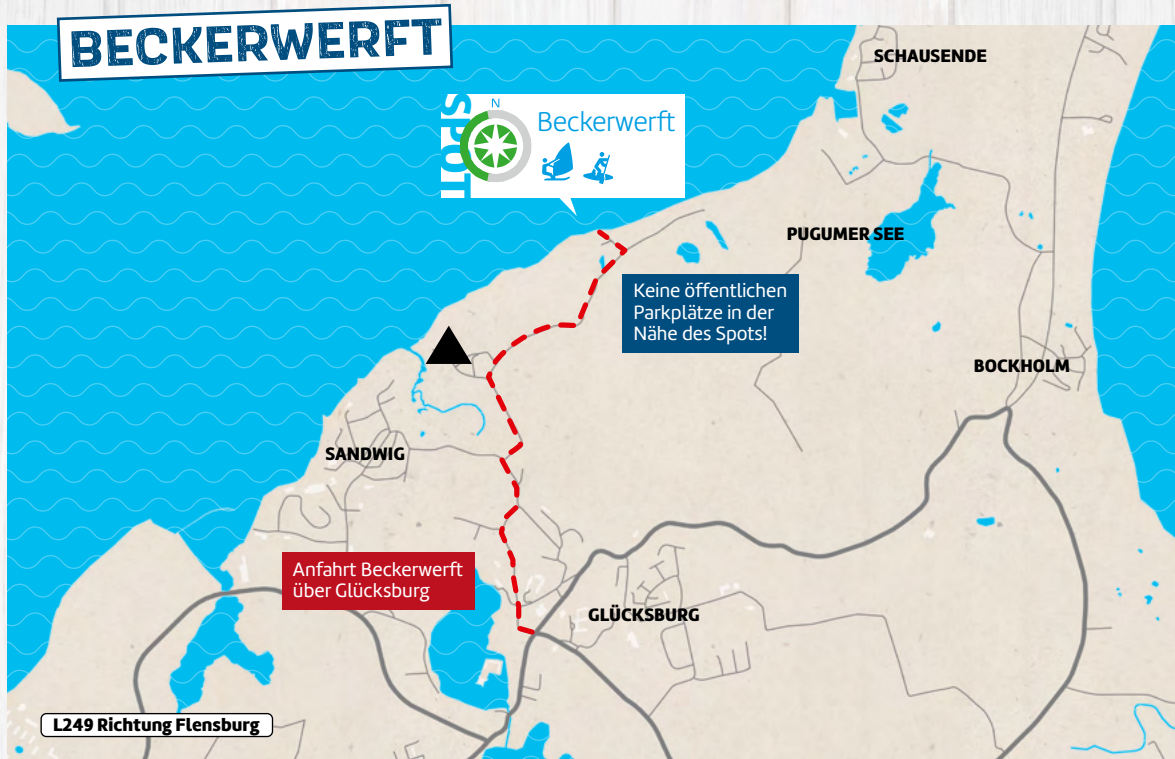 BECKERWERFT
SCHAUSENDE
SPOT
N
Beckerwerft
PUGUMER SEE
Keine öffentlichen
Parkplätze in der
Nähe des Spots!
BOCKHOLM
SANDWIG
Anfahrt Beckerwerft
über Glücksburg
GLÜCKSBURG
L249 Richtung Flensburg